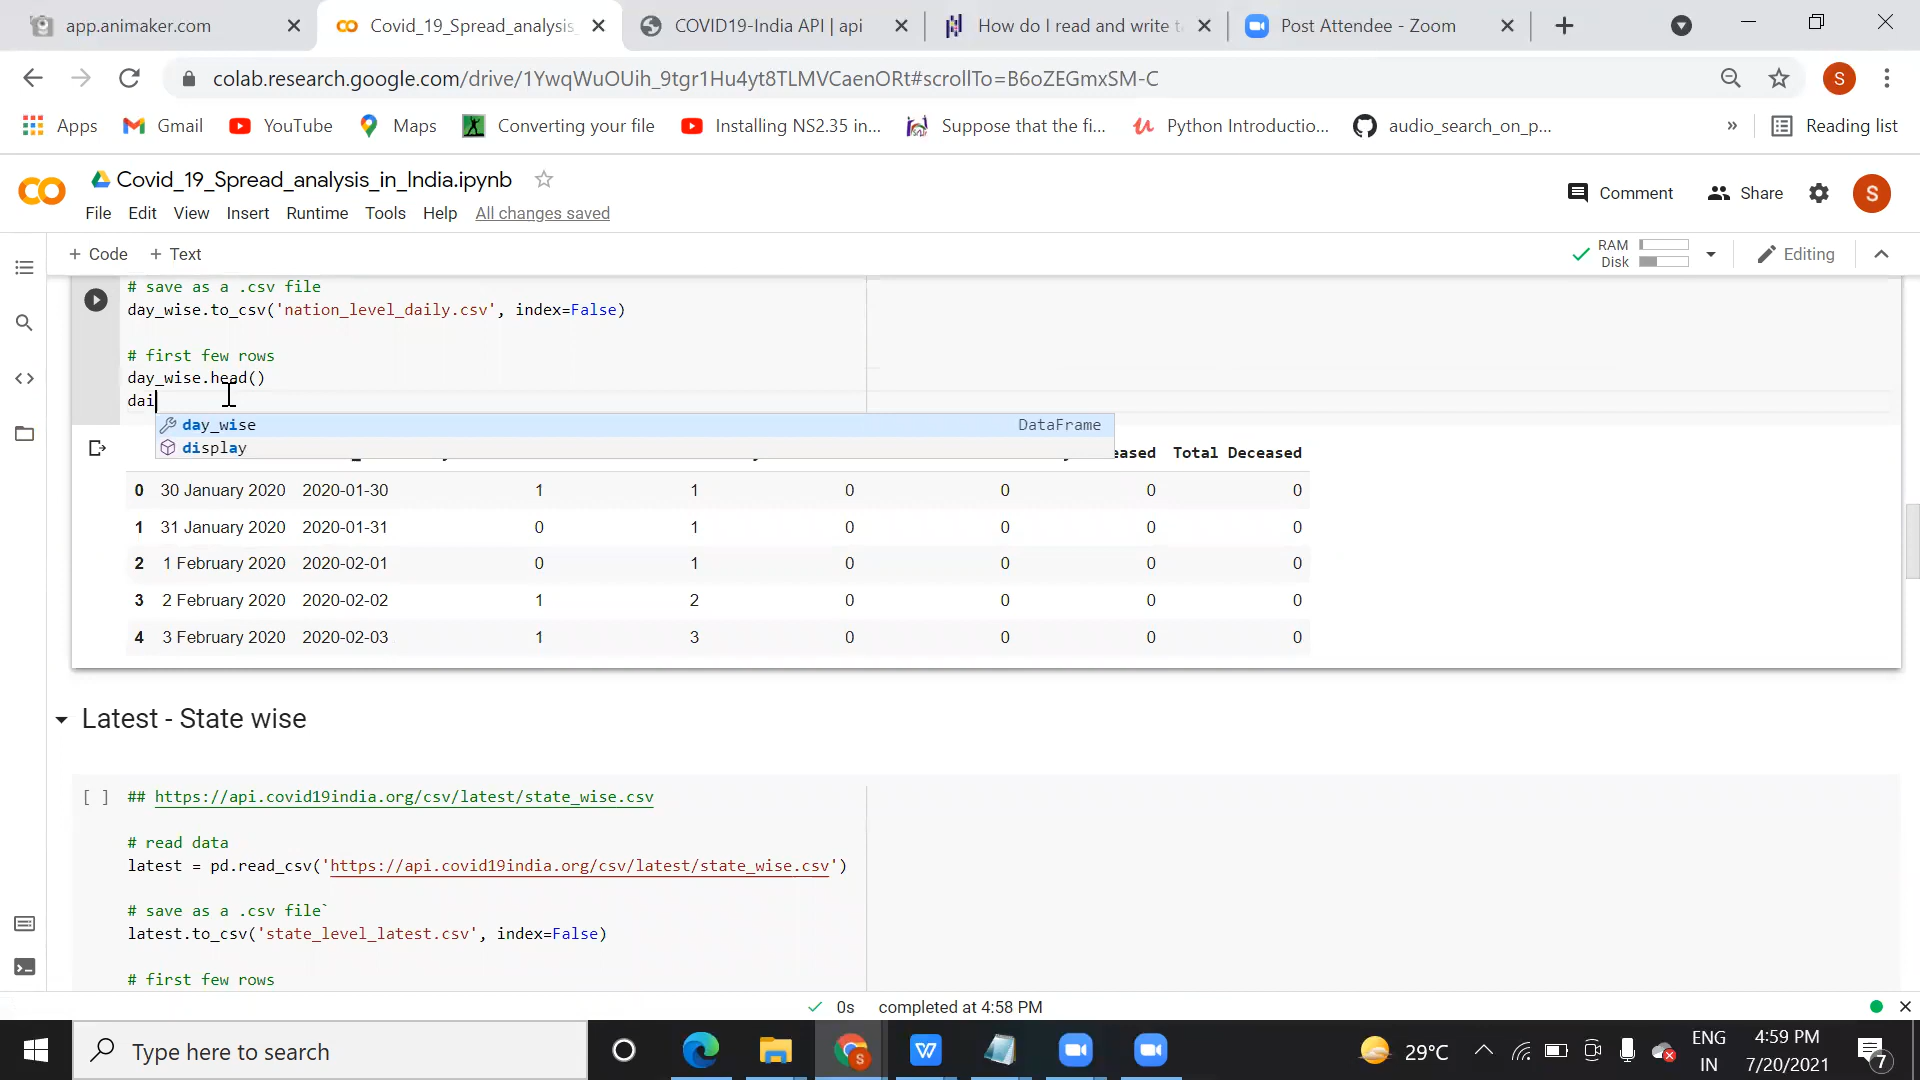 app.animaker.com
Covid_19_Spread_analysis_
COVID19-India API | api
How do I read and write t
Post Attendee - Zoom
colab.research.google.com/drive/1YwqWuOUih_9tgr1Hu4yt8TLMVCaenORt#scrollTo=B6oZEGmxSM-C
S
Apps
Gmail
YouTube
Maps
Converting your file
Installing NS2.35 in...
Suppose that the fi...
Python Introductio...
audio_search_on_p...
»
Reading list
Covid_19_Spread_analysis_in_India.ipynb
Comment
Share
S
File Edit View Insert Runtime Tools Help All changes saved
+ Code + Text
RAM
Disk
Editing
# save as a .csv file
day_wise.to_csv('nation_level_daily.csv', index=False)
# first few rows
day_wise.head()
dai
day_wise DataFrame
display
eased Total Deceased
0 30 January 2020 2020-01-30 1 1 0 0 0 0
1 31 January 2020 2020-01-31 0 1 0 0 0 0
2 1 February 2020 2020-02-01 0 1 0 0 0 0
3 2 February 2020 2020-02-02 1 2 0 0 0 0
4 3 February 2020 2020-02-03 1 3 0 0 0 0
Latest - State wise
[ ] ## https://api.covid19india.org/csv/latest/state_wise.csv
# read data
latest = pd.read_csv('https://api.covid19india.org/csv/latest/state_wise.csv')
# save as a .csv file`
latest.to_csv('state_level_latest.csv', index=False)
# first few rows
0s completed at 4:58 PM
Type here to search
S
W
29°C
ENG
IN
4:59 PM
7/20/2021
7